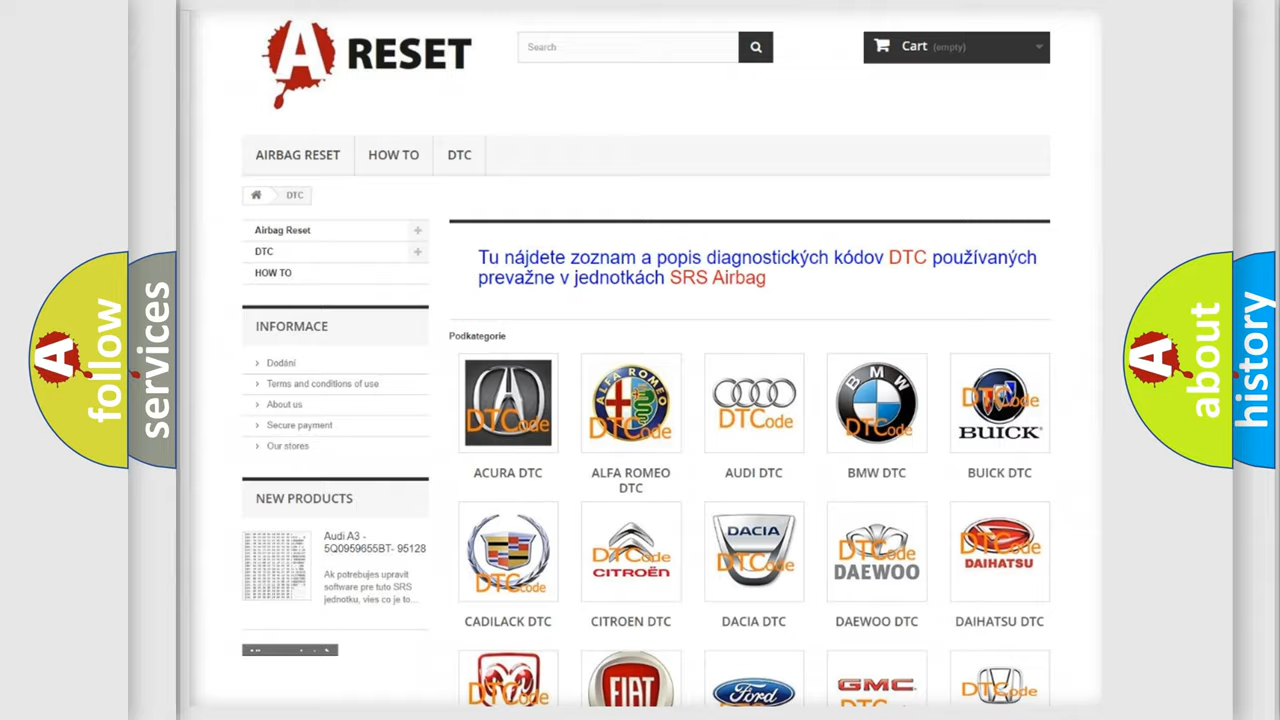 A RESET
Search
Cart (empty)
AIRBAG RESET
HOW TO
DTC
DTC
Airbag Reset
DTC
HOW TO
INFORMACE
Dodání
Terms and conditions of use
About us
Secure payment
Our stores
NEW PRODUCTS
Audi A3 -
5Q0959655BT- 95128
Ak potrebujes upravit
software pre tuto SRS
jednotku, vies co je to...
Tu nájdete zoznam a popis diagnostických kódov DTC používaných
prevažne v jednotkách SRS Airbag
Podkategorie
DTCode
ALFA ROMEO
DTCode
DTCode
BMW
DTCode
DTCode
BUICK
ACURA DTC
ALFA ROMEO
DTC
AUDI DTC
BMW DTC
BUICK DTC
DTCode
DTCode
CITROËN
DACIA
DTCode
DTCode
DAEWOO
DTCode
DAIHATSU
CADILACK DTC
CITROEN DTC
DACIA DTC
DAEWOO DTC
DAIHATSU DTC
DTCode
FIAT
Ford
GMC
DTCode
A follow
services
A about
history